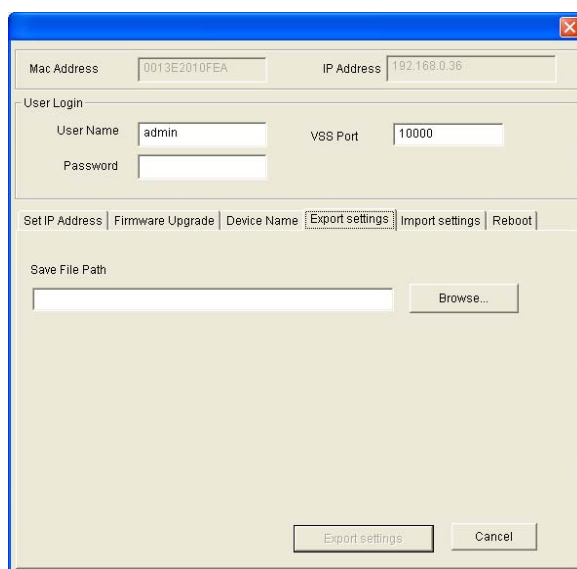 Mac Address 0013E2010FEA IP Address 192.168.0.36
User Login
User Name admin VSS Port 10000
Password
Set IP Address Firmware Upgrade Device Name Export settings Import settings Reboot
Save File Path
Browse...
Export settings Cancel